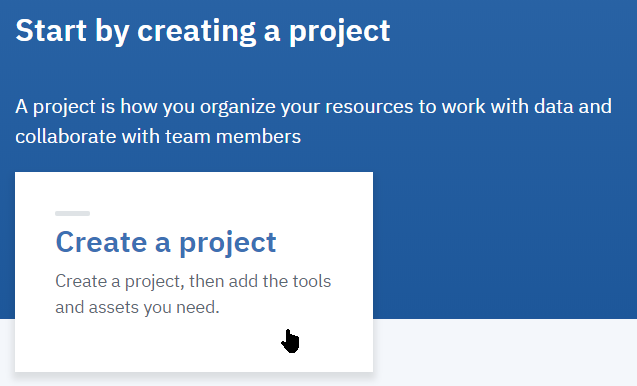 Start by creating a project
A project is how you organize your resources to work with data and
collaborate with team members
Create a project
Create a project, then add the tools
and assets you need.